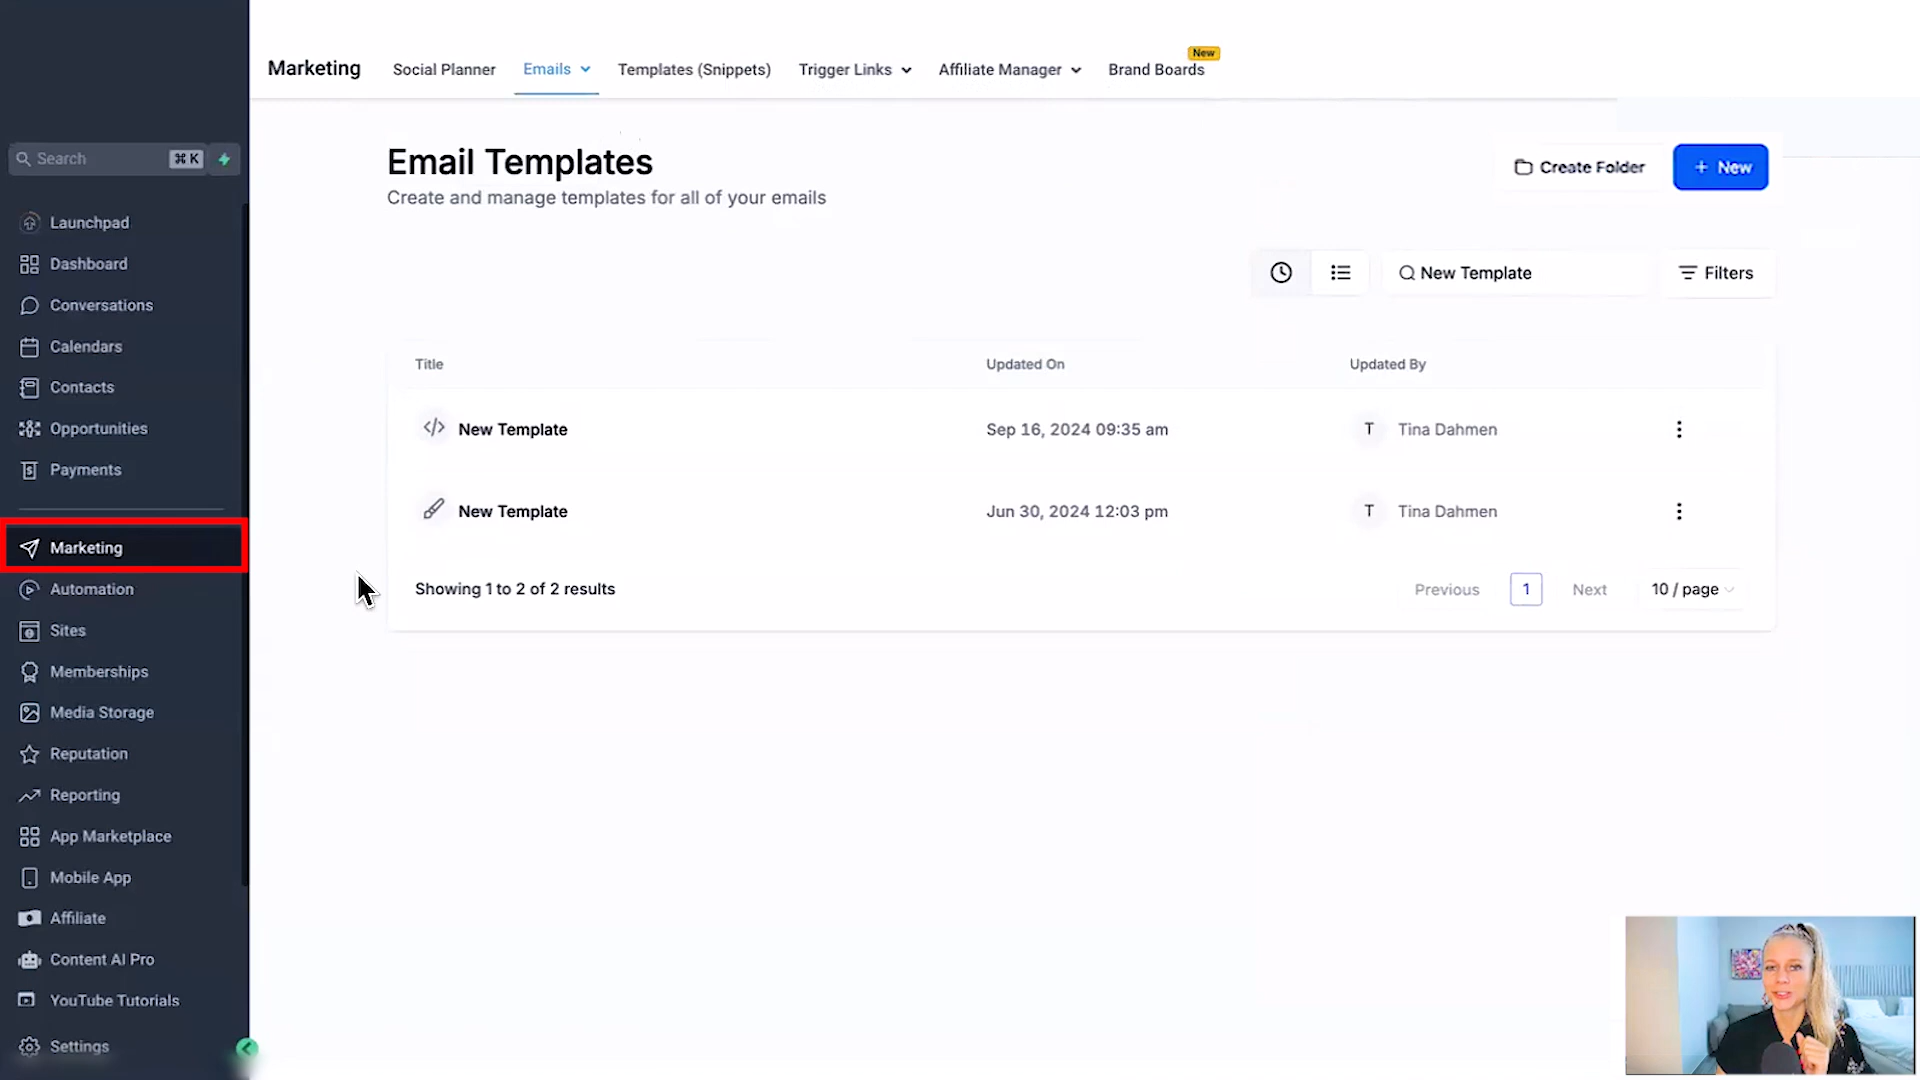 Marketing
Social Planner
Emails
Templates (Snippets)
Trigger Links
Affiliate Manager
Brand Boards
New
Search
⌘ K
Launchpad
Dashboard
Conversations
Calendars
Contacts
Opportunities
Payments
Marketing
Automation
Sites
Memberships
Media Storage
Reputation
Reporting
App Marketplace
Mobile App
Affiliate
Content AI Pro
YouTube Tutorials
Settings
Email Templates
Create and manage templates for all of your emails
Create Folder
+ New
New Template
Filters
Title Updated On Updated By
New Template Sep 16, 2024 09:35 am T Tina Dahmen
New Template Jun 30, 2024 12:03 pm T Tina Dahmen
Showing 1 to 2 of 2 results
Previous 1 Next 10 / page